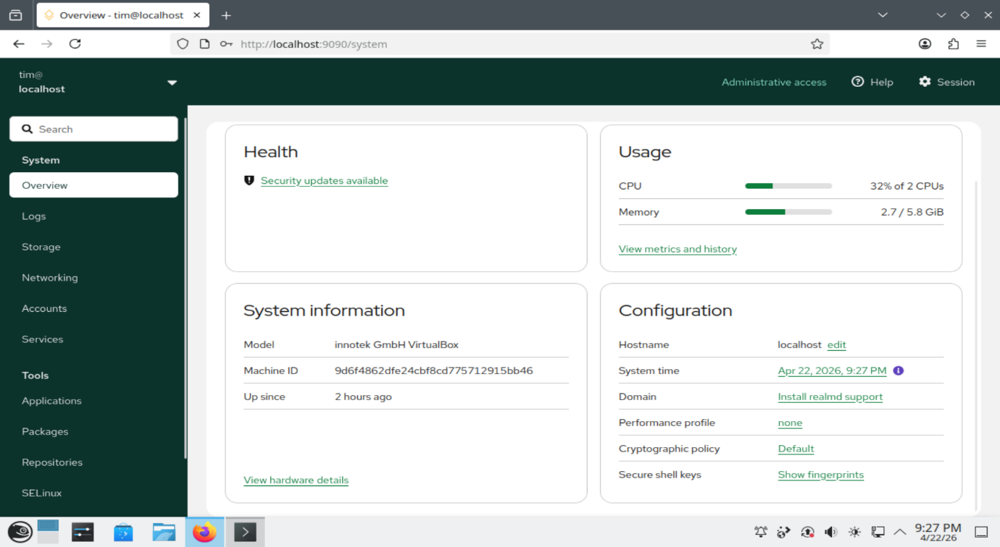 Overview - tim@localhost
http://localhost:9090/system
tim@
localhost
Administrative access
Help
Session
Search
System
Overview
Logs
Storage
Networking
Accounts
Services
Tools
Applications
Packages
Repositories
SELinux
Health
Security updates available
Usage
CPU 32% of 2 CPUs
Memory 2.7 / 5.8 GiB
View metrics and history
System information
Model innotek GmbH VirtualBox
Machine ID 9d6f4862dfe24cbf8cd775712915bb46
Up since 2 hours ago
View hardware details
Configuration
Hostname localhost edit
System time Apr 22, 2026, 9:27 PM
Domain Install realmd support
Performance profile none
Cryptographic policy Default
Secure shell keys Show fingerprints
9:27 PM
4/22/26